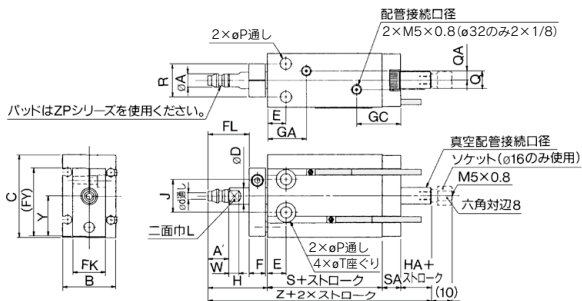 配管接続口径
2×M5×0.8(ø32のみ2×1/8)
2×øP通し
QA
Q
R
øA
パッドはZPシリーズを使用ください。
E
GA
GC
FL
øD
真空配管接続口径
ソケット(ø16のみ使用)
M5×0.8
六角対辺8
C
(FY)
Y
J
ød通し
二面巾L
FK
B
A'
W
H
F
E
2×øP通し
4×øT座ぐり
S+ストローク
SA
HA+
ストローク
Z+2×ストローク
(10)